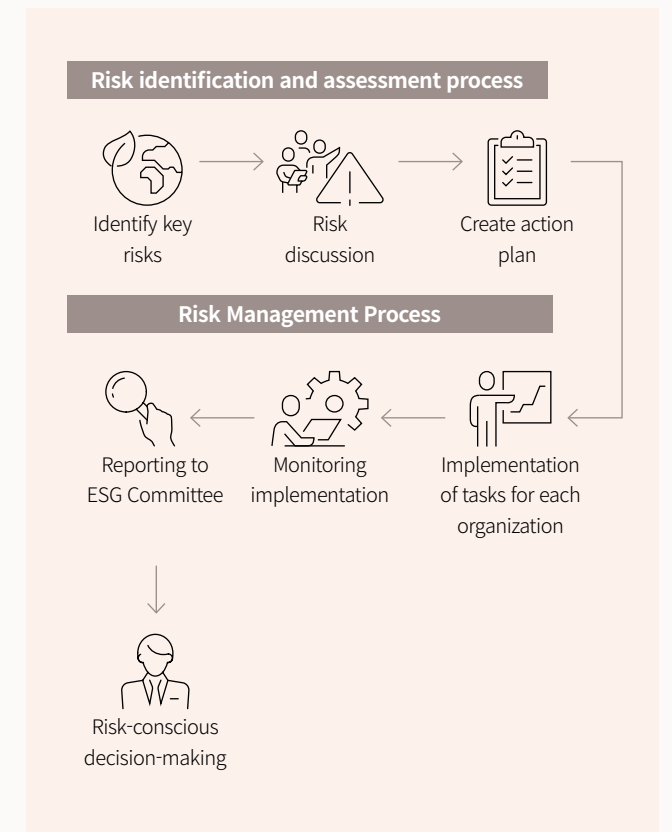 Risk identification and assessment process
Identify key
risks
Risk
discussion
Create action
plan
Risk Management Process
Reporting to
ESG Committee
Monitoring
implementation
Implementation
of tasks for each
organization
Risk-conscious
decision-making